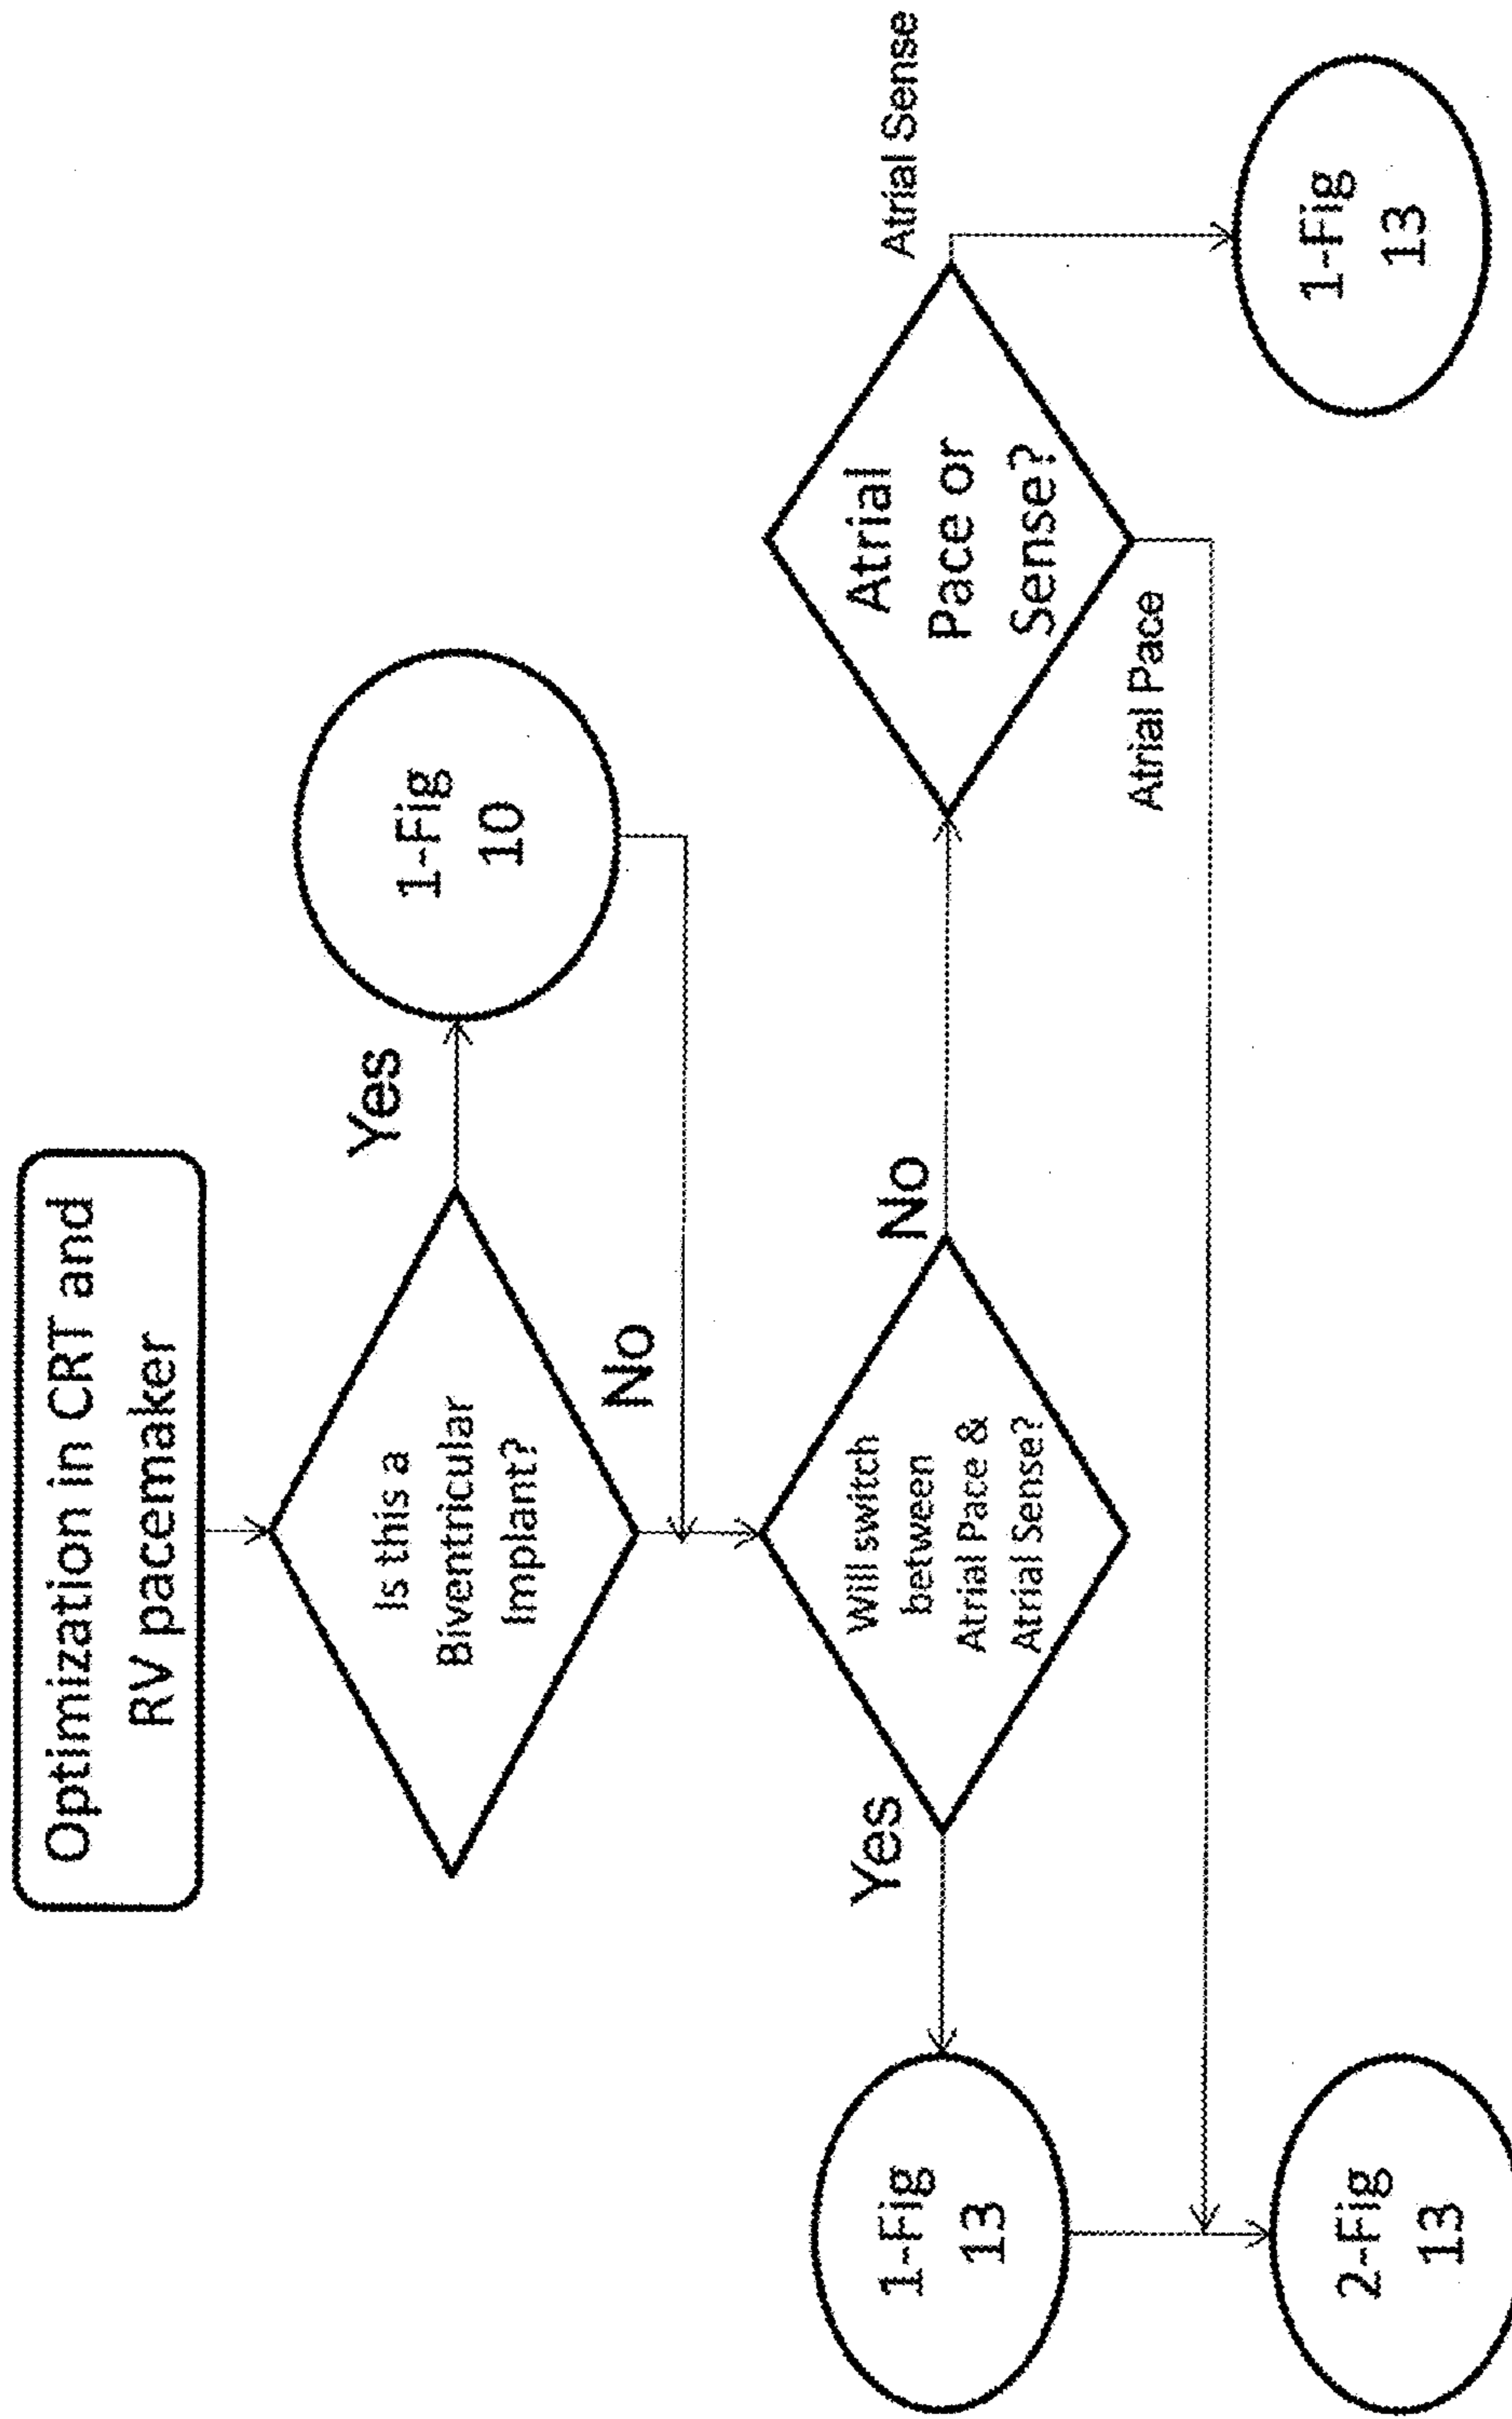 Optimization in CRT and
RV pacemaker
Is this a
Biventricular
Implant?
Yes
1-Fig
10
No
Will switch
between
Atrial Pace &
Atrial Sense?
Yes
No
1-Fig
13
Atrial
Pace or
Sense?
Atrial Sense
Atrial Pace
2-Fig
13
1-Fig
13